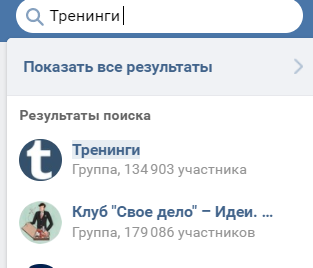 Тренинги
Показать все результаты
Результаты поиска
t
Тренинги
Группа, 134 903 участника
Клуб "Свое дело" – Идеи. ...
Группа, 179 086 участников